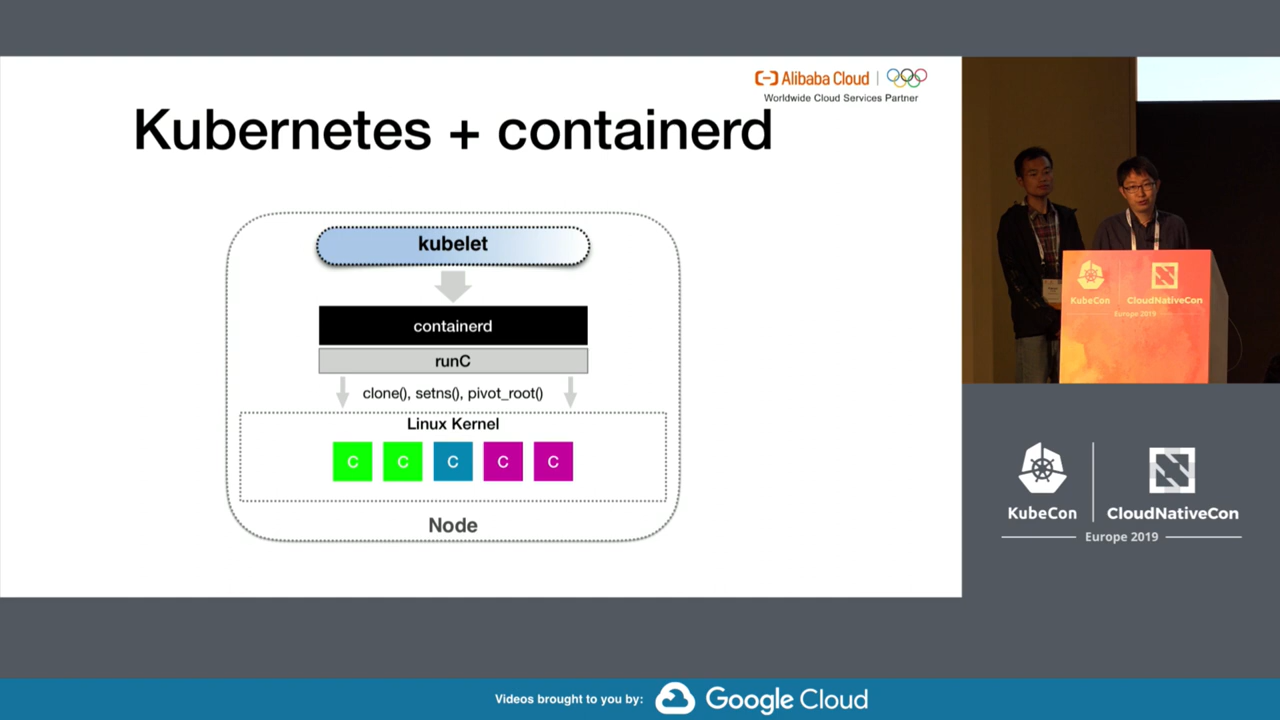 Alibaba Cloud
Worldwide Cloud Services Partner
Kubernetes + containerd
kubelet
containerd
runC
clone(), setns(), pivot_root()
Linux Kernel
C C C C C
Node
KubeCon CloudNativeCon
Europe 2019
KubeCon CloudNativeCon
Europe 2019
Videos brought to you by: Google Cloud